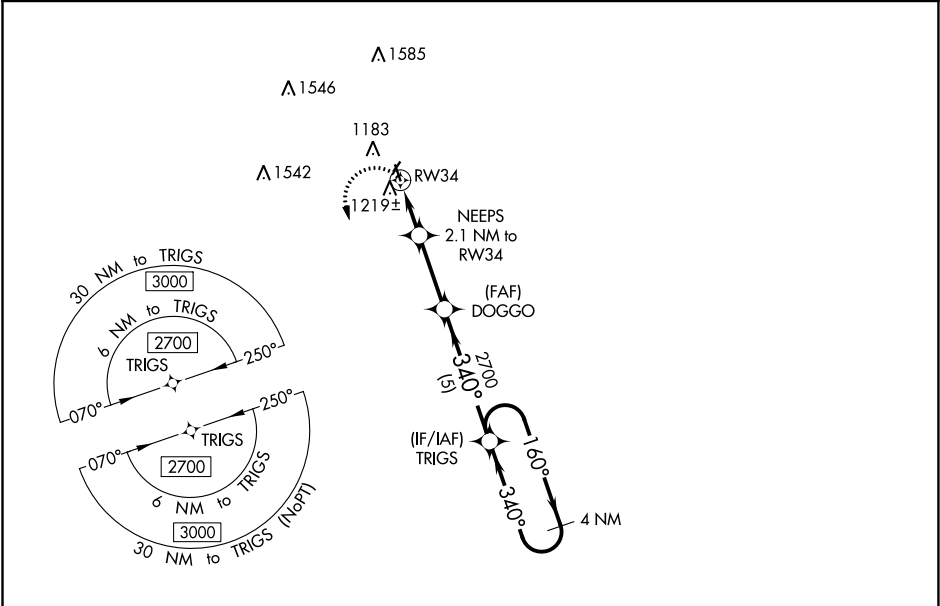 1585
1546
1183
1542
RW34
1219±
NEEPS
2.1 NM to
RW34
(FAF)
DOGGO
2700
340°
(5)
(IF/IAF)
TRIGS
160°
340°
4 NM
30 NM to TRIGS
3000
6 NM to TRIGS
2700
TRIGS
250°
070°
250°
TRIGS
070°
2700
6 NM to TRIGS
3000
30 NM to TRIGS (NoPT)